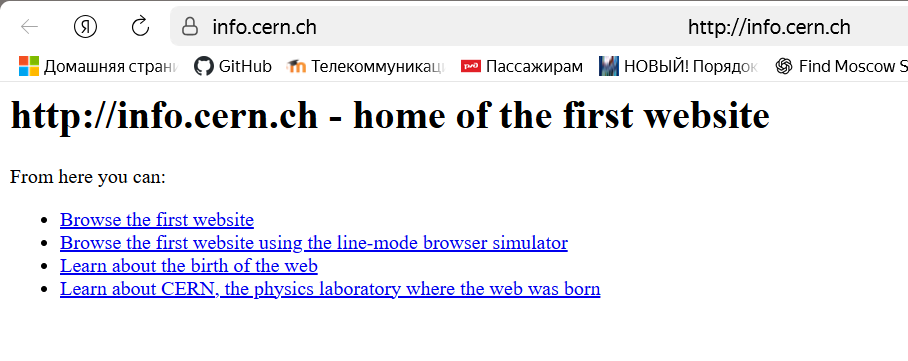 info.cern.ch http://info.cern.ch
Домашняя страни GitHub Телекоммуникац Пассажирам НОВЫЙ! Порядок Find Moscow S
http://info.cern.ch - home of the first website
From here you can:
Browse the first website
Browse the first website using the line-mode browser simulator
Learn about the birth of the web
Learn about CERN, the physics laboratory where the web was born